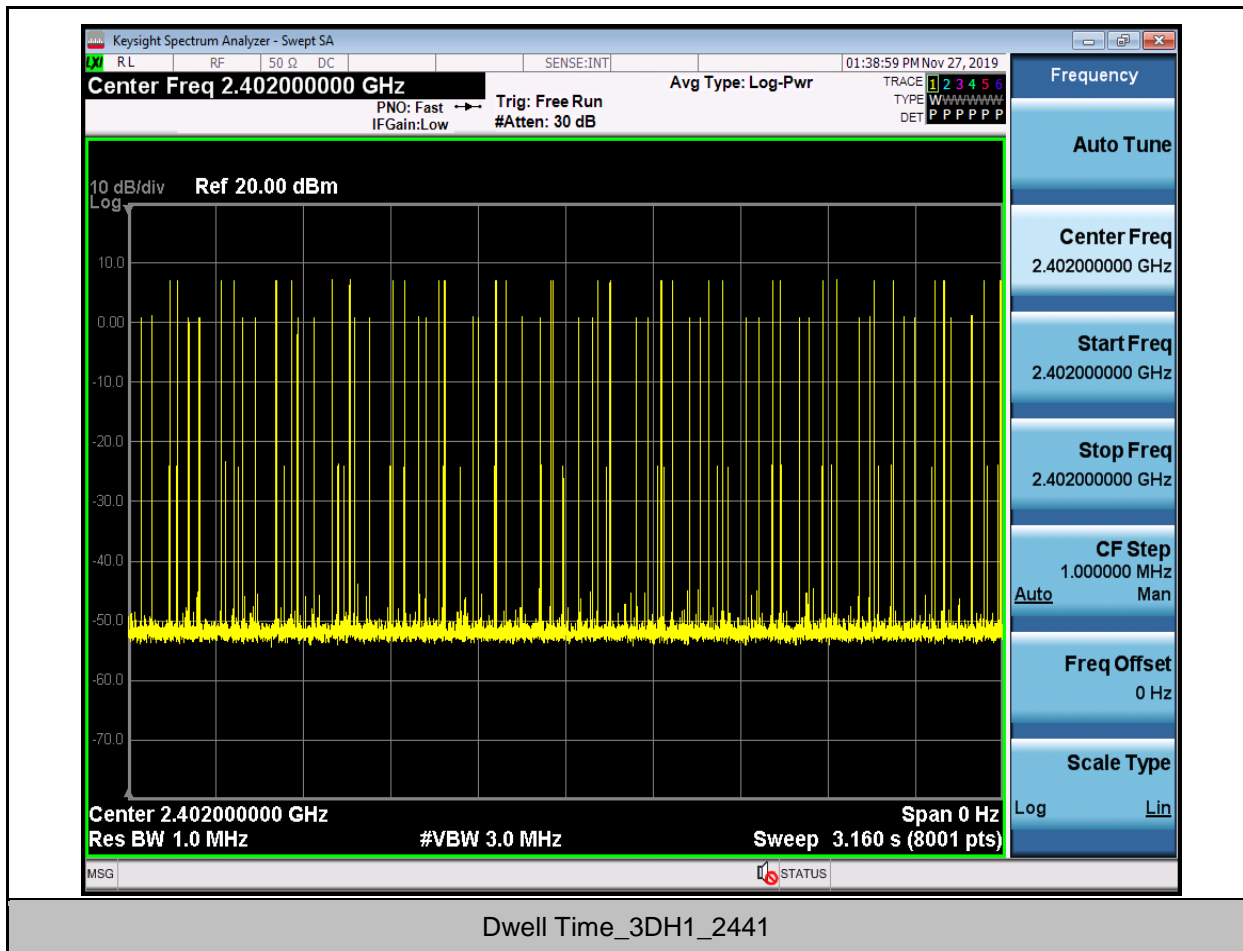 Keysight Spectrum Analyzer - Swept SA
LXI RL RF 50 Ω DC SENSE:INT 01:38:59 PM Nov 27, 2019
Center Freq 2.402000000 GHz
PNO: Fast
IFGain:Low
Trig: Free Run
#Atten: 30 dB
Avg Type: Log-Pwr
TRACE 1 2 3 4 5 6
TYPE WWWWWWW
DET P P P P P P
10 dB/div Ref 20.00 dBm
Log
10.0
0.00
-10.0
-20.0
-30.0
-40.0
-50.0
-60.0
-70.0
Center 2.402000000 GHz Span 0 Hz
Res BW 1.0 MHz #VBW 3.0 MHz Sweep 3.160 s (8001 pts)
MSG STATUS
Frequency
Auto Tune
Center Freq
2.402000000 GHz
Start Freq
2.402000000 GHz
Stop Freq
2.402000000 GHz
CF Step
1.000000 MHz
Auto Man
Freq Offset
0 Hz
Scale Type
Log Lin
Dwell Time_3DH1_2441